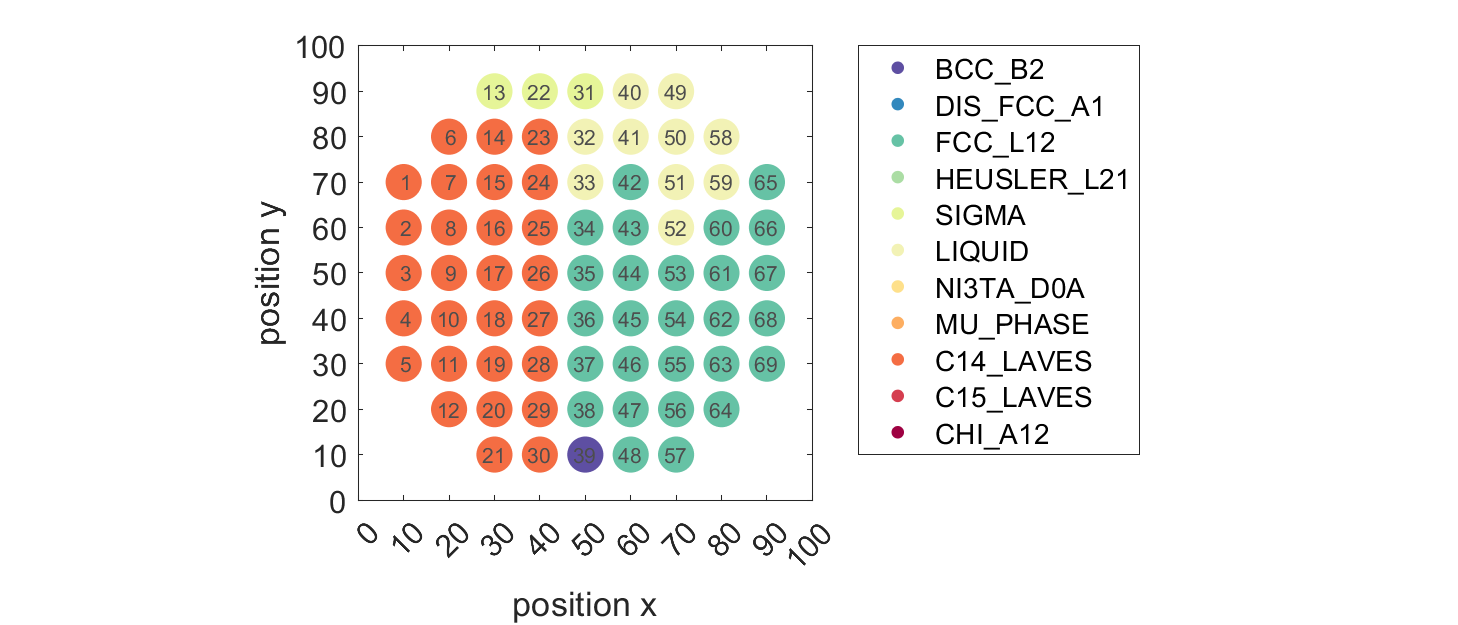 100
90
80
70
60
50
40
30
20
10
0
position y
13 22 31 40 49
6 14 23 32 41 50 58
1 7 15 24 33 42 51 59 65
2 8 16 25 34 43 52 60 66
3 9 17 26 35 44 53 61 67
4 10 18 27 36 45 54 62 68
5 11 19 28 37 46 55 63 69
12 20 29 38 47 56 64
21 30 39 48 57
0 10 20 30 40 50 60 70 80 90 100
position x
BCC_B2
DIS_FCC_A1
FCC_L12
HEUSLER_L21
SIGMA
LIQUID
NI3TA_D0A
MU_PHASE
C14_LAVES
C15_LAVES
CHI_A12